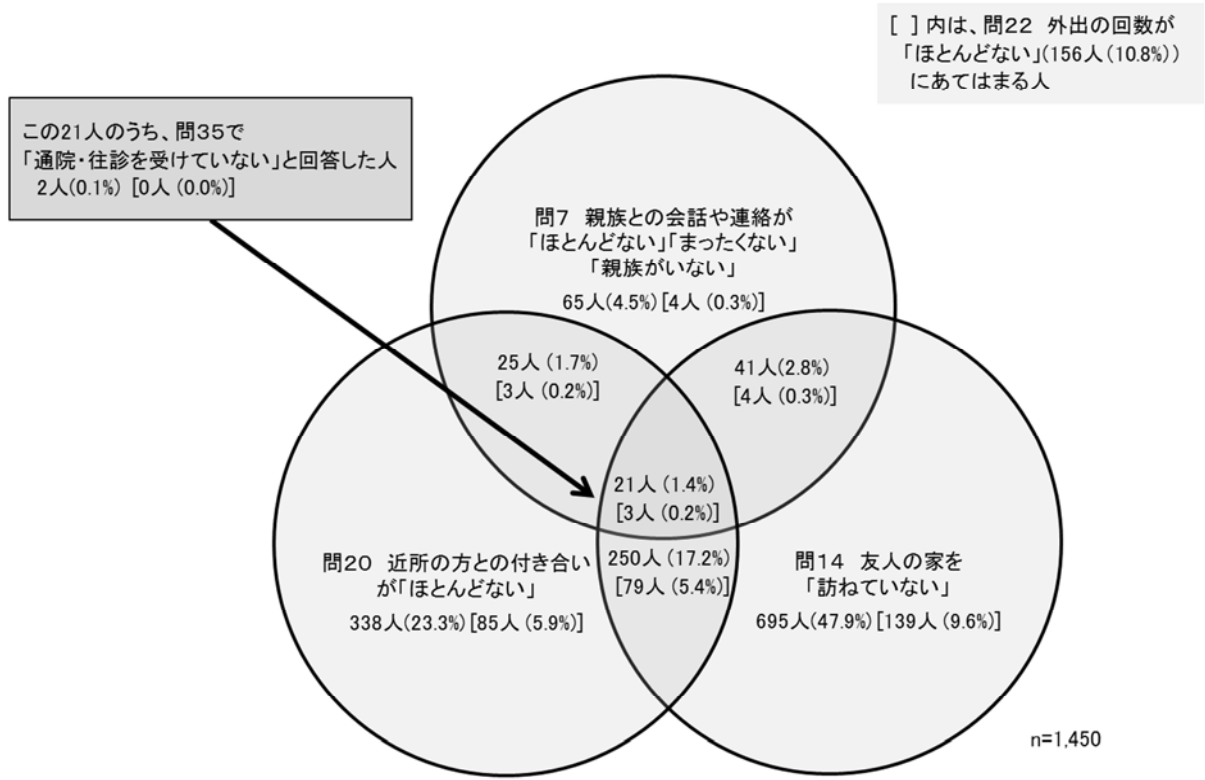 [ ] 内は、問22 外出の回数が
「ほとんどない」(156人(10.8%))
にあてはまる人
この21人のうち、問35で
「通院・往診を受けていない」と回答した人
2人(0.1%) [0人 (0.0%)]
問7 親族との会話や連絡が
「ほとんどない」「まったくない」
「親族がいない」
65人(4.5%) [4人 (0.3%)]
25人 (1.7%)
[3人 (0.2%)]
41人(2.8%)
[4人 (0.3%)]
21人 (1.4%)
[3人 (0.2%)]
問20 近所の方との付き合い
が「ほとんどない」
338人(23.3%) [85人 (5.9%)]
250人 (17.2%)
[79人 (5.4%)]
問14 友人の家を
「訪ねていない」
695人(47.9%) [139人 (9.6%)]
n=1,450